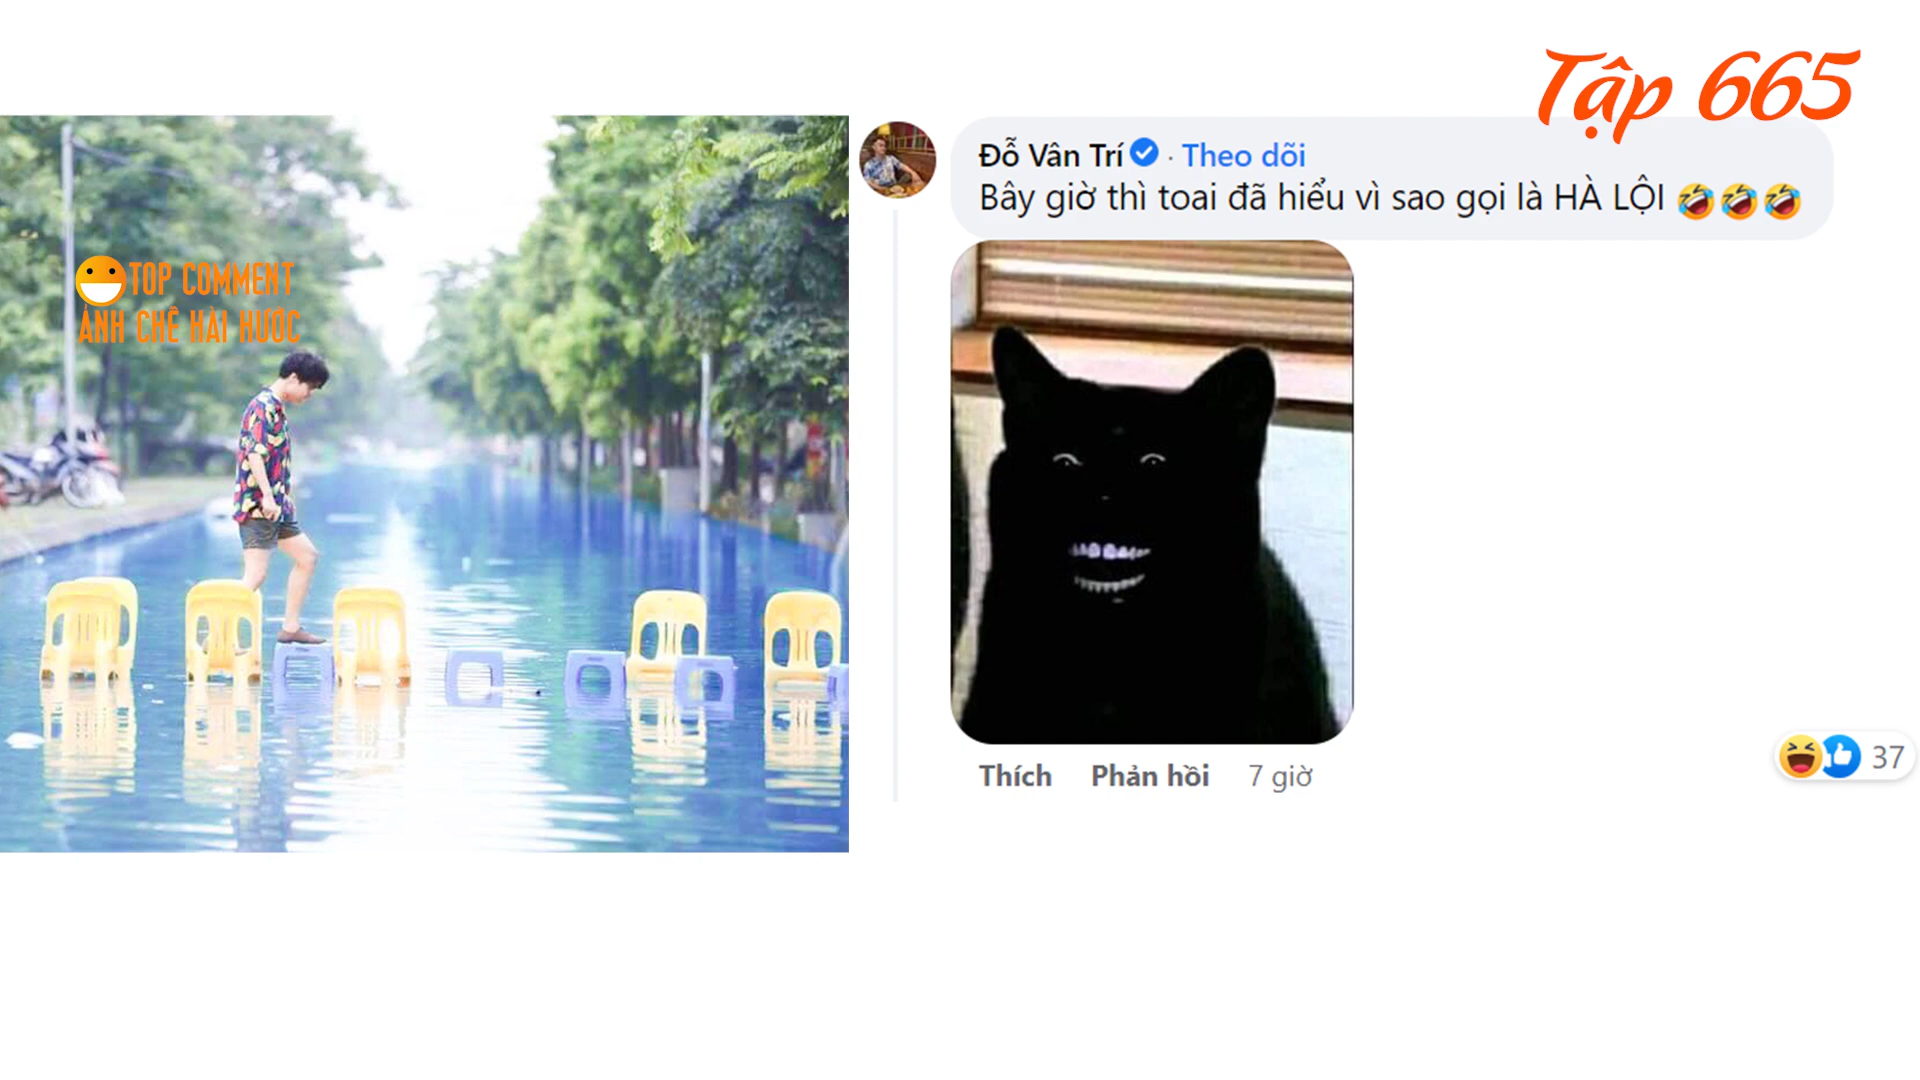 Tập 665
TOP COMMENT
ẢNH CHẾ HÀI HƯỚC
Đỗ Vân Trí · Theo dõi
Bây giờ thì toai đã hiểu vì sao gọi là HÀ LỘI 🤣🤣🤣
Thích Phản hồi 7 giờ
37